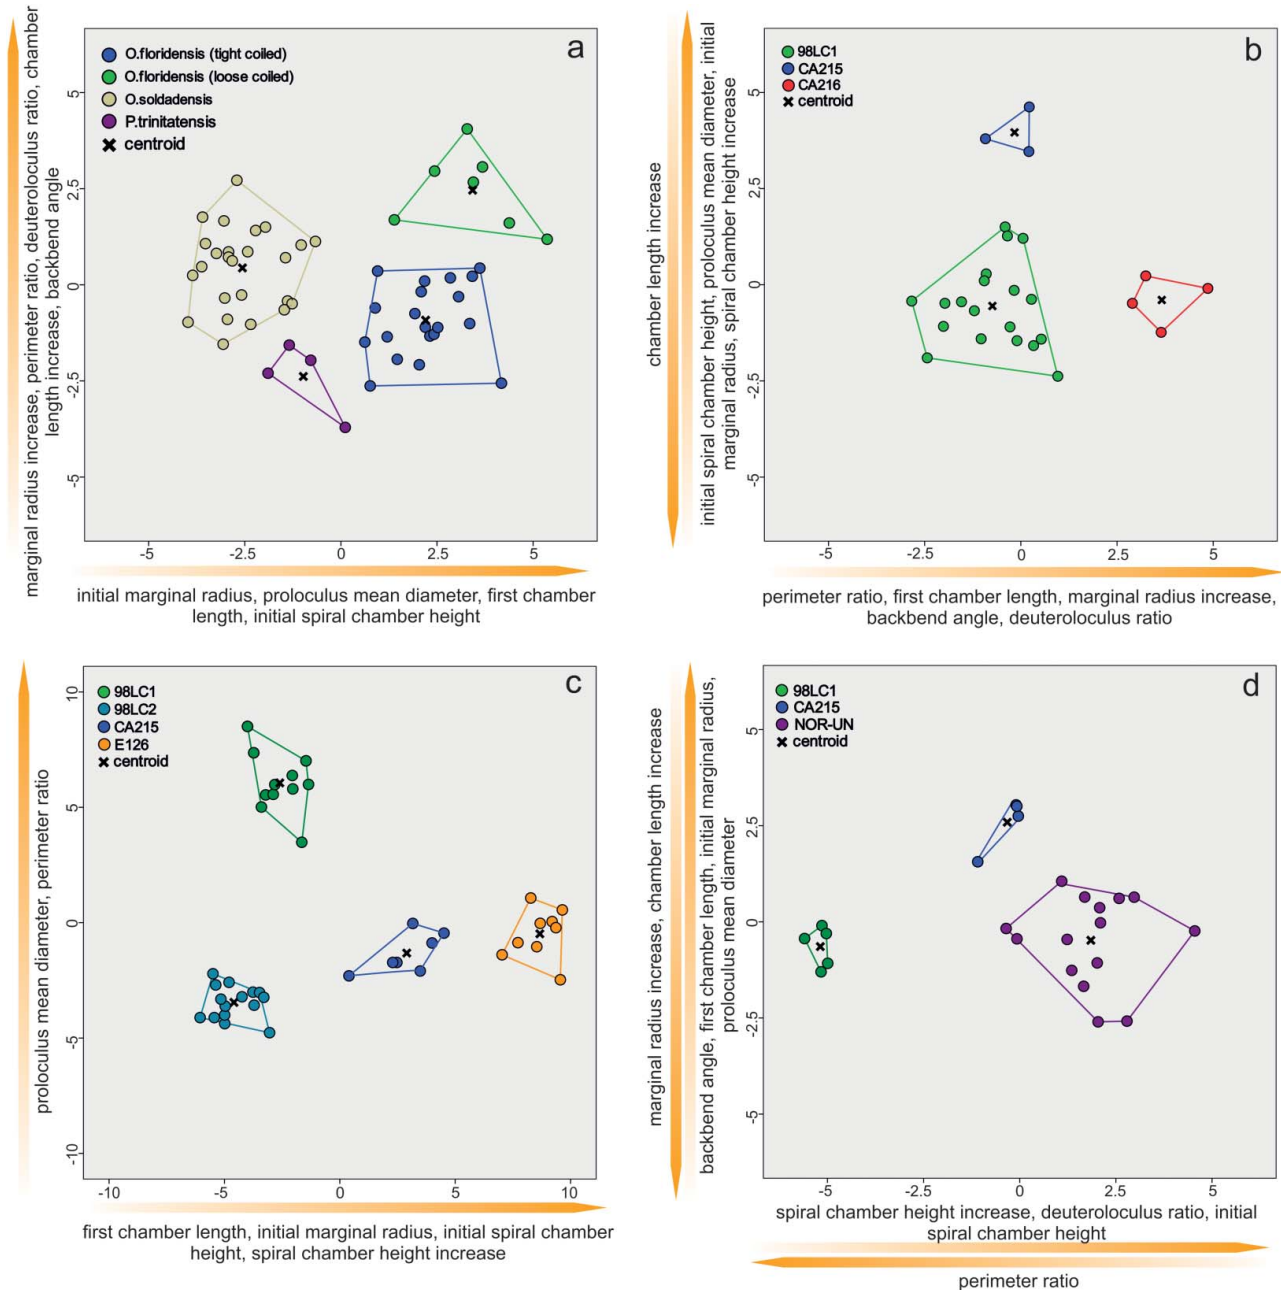 marginal radius increase, perimeter ratio, deuteroloculus ratio, chamber
length increase, backbend angle
a
O.floridensis (tight coiled)
O.floridensis (loose coiled)
O.soldadensis
P.trinitatensis
centroid
5
2.5
0
-2.5
-5
-5
-2.5
0
2.5
5
initial marginal radius, proloculus mean diameter, first chamber
length, initial spiral chamber height
chamber length increase
initial spiral chamber height, proloculus mean diameter, initial
marginal radius, spiral chamber height increase
b
98LC1
CA215
CA216
centroid
5
2.5
0
-2.5
-5
-5
-2.5
0
2.5
5
perimeter ratio, first chamber length, marginal radius increase,
backbend angle, deuteroloculus ratio
proloculus mean diameter, perimeter ratio
c
98LC1
98LC2
CA215
E126
centroid
10
5
0
-5
-10
-10
-5
0
5
10
first chamber length, initial marginal radius, initial spiral chamber
height, spiral chamber height increase
marginal radius increase, chamber length increase
backbend angle, first chamber length, initial marginal radius,
proloculus mean diameter
d
98LC1
CA215
NOR-UN
centroid
5
2.5
0
-2.5
-5
-5
-2.5
0
2.5
5
spiral chamber height increase, deuteroloculus ratio, initial
spiral chamber height
perimeter ratio